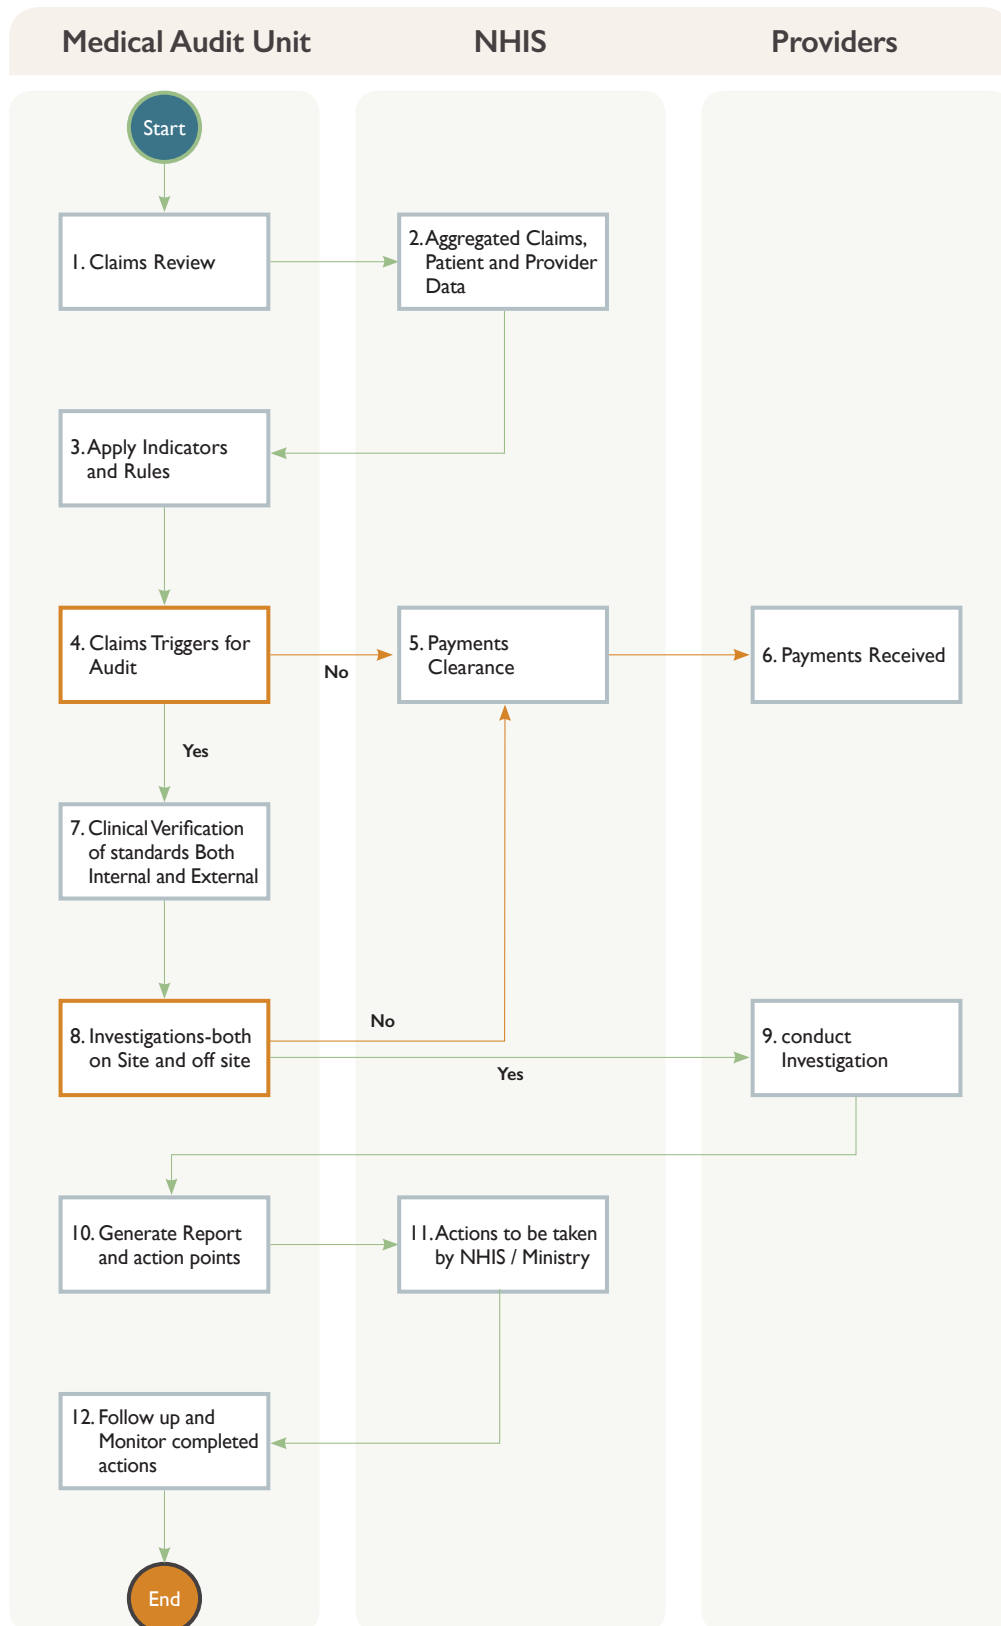 Medical Audit Unit
NHIS
Providers
Start
1. Claims Review
2. Aggregated Claims,
Patient and Provider
Data
3. Apply Indicators
and Rules
4. Claims Triggers for
Audit
No
5. Payments
Clearance
6. Payments Received
Yes
7. Clinical Verification
of standards Both
Internal and External
8. Investigations-both
on Site and off site
No
Yes
9. conduct
Investigation
10. Generate Report
and action points
11. Actions to be taken
by NHIS / Ministry
12. Follow up and
Monitor completed
actions
End